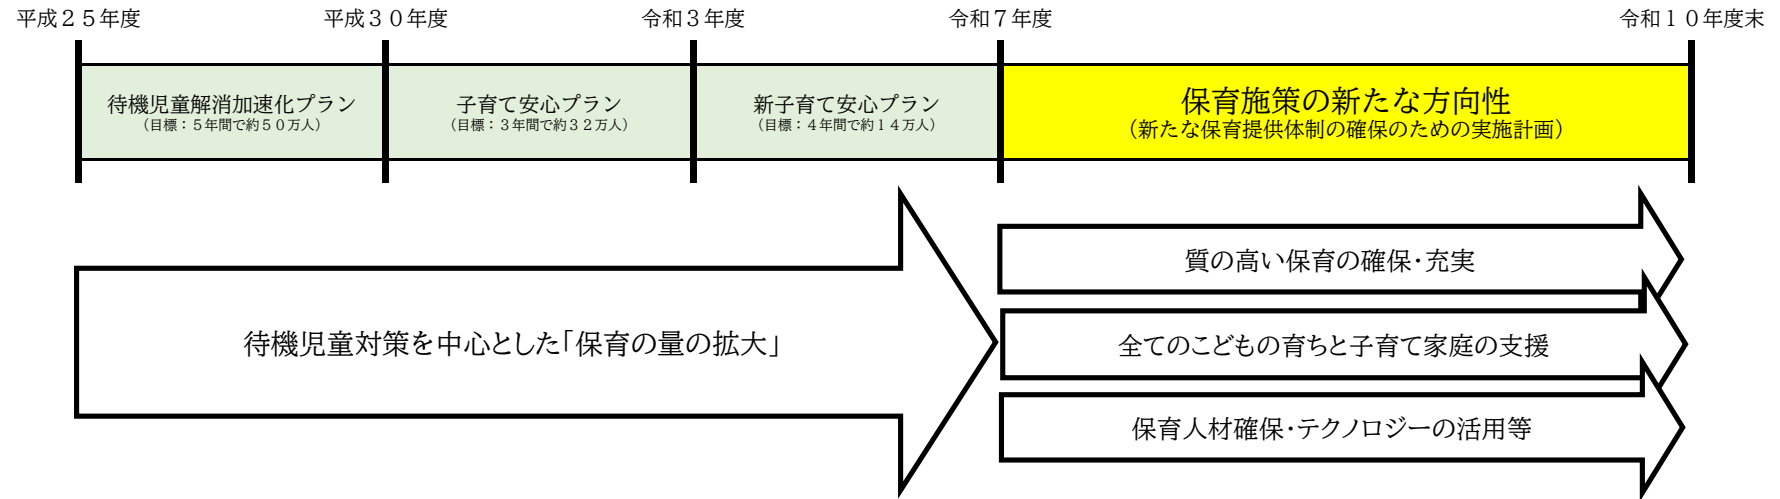 平成２５年度
平成３０年度
令和３年度
令和７年度
令和１０年度末
待機児童解消加速化プラン
（目標：５年間で約５０万人）
子育て安心プラン
（目標：３年間で約３２万人）
新子育て安心プラン
（目標：４年間で約１４万人）
保育施策の新たな方向性
（新たな保育提供体制の確保のための実施計画）
待機児童対策を中心とした「保育の量の拡大」
質の高い保育の確保・充実
全てのこどもの育ちと子育て家庭の支援
保育人材確保・テクノロジーの活用等